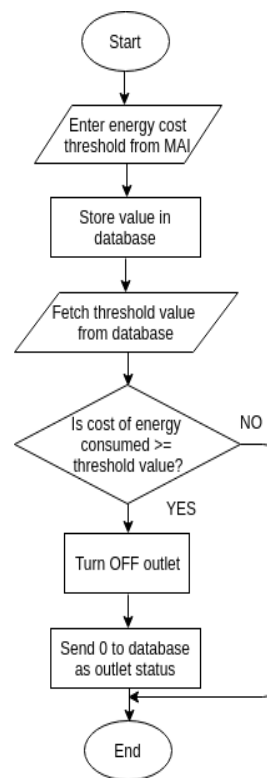 Start
Enter energy cost
threshold from MAI
Store value in
database
Fetch threshold value
from database
Is cost of energy
consumed >=
threshold value?
NO
YES
Turn OFF outlet
Send 0 to database
as outlet status
End